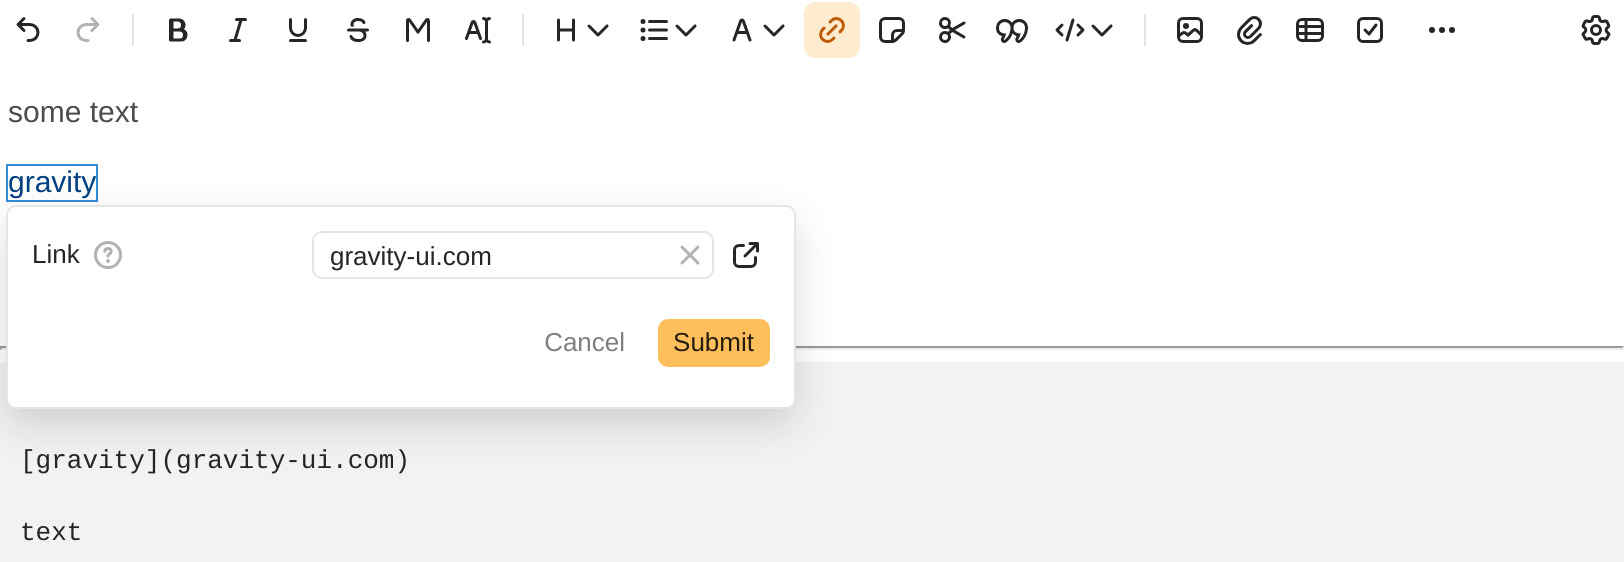 some text
gravity
Link
gravity-ui.com
Cancel Submit
[gravity](gravity-ui.com)
text